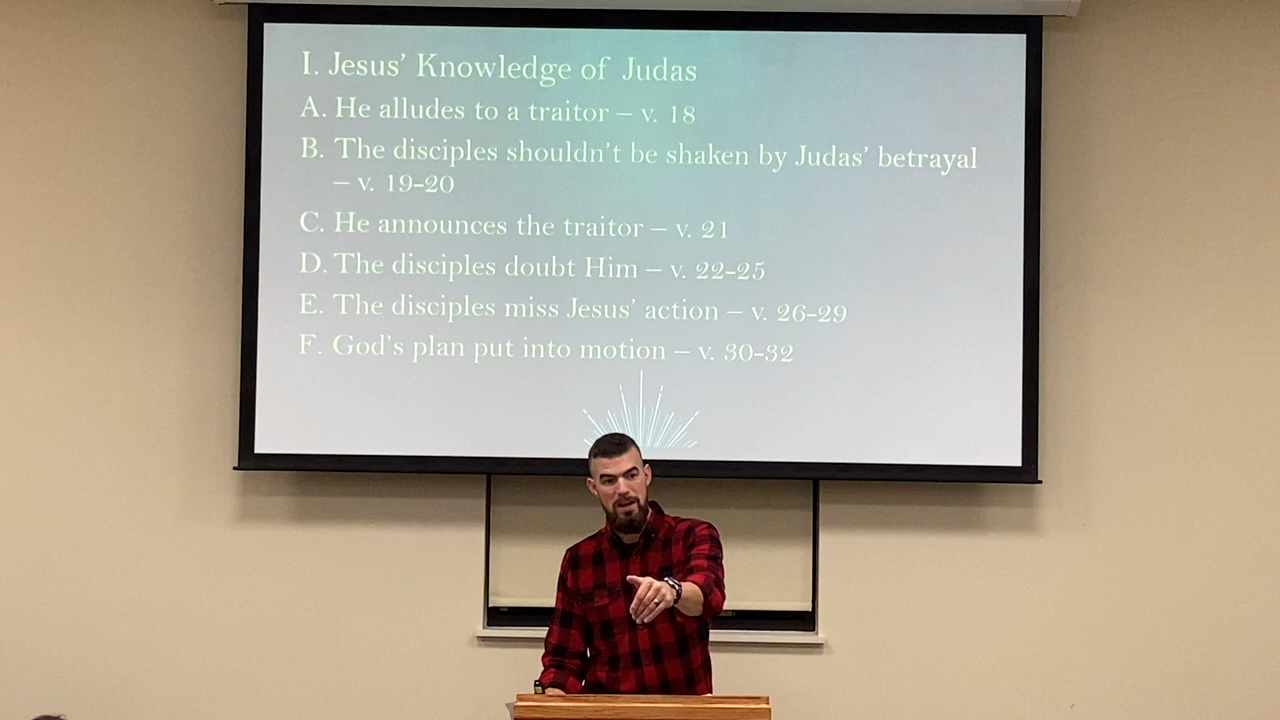 I. Jesus’ Knowledge of Judas
A. He alludes to a traitor – v. 18
B. The disciples shouldn’t be shaken by Judas’ betrayal
– v. 19-20
C. He announces the traitor – v. 21
D. The disciples doubt Him – v. 22-25
E. The disciples miss Jesus’ action – v. 26-29
F. God’s plan put into motion – v. 30-32